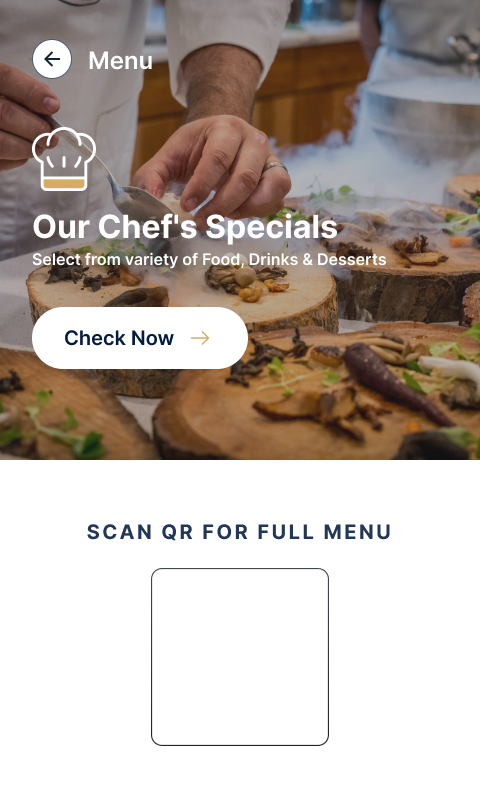 Menu
Our Chef's Specials
Select from variety of Food, Drinks & Desserts
Check Now
SCAN QR FOR FULL MENU